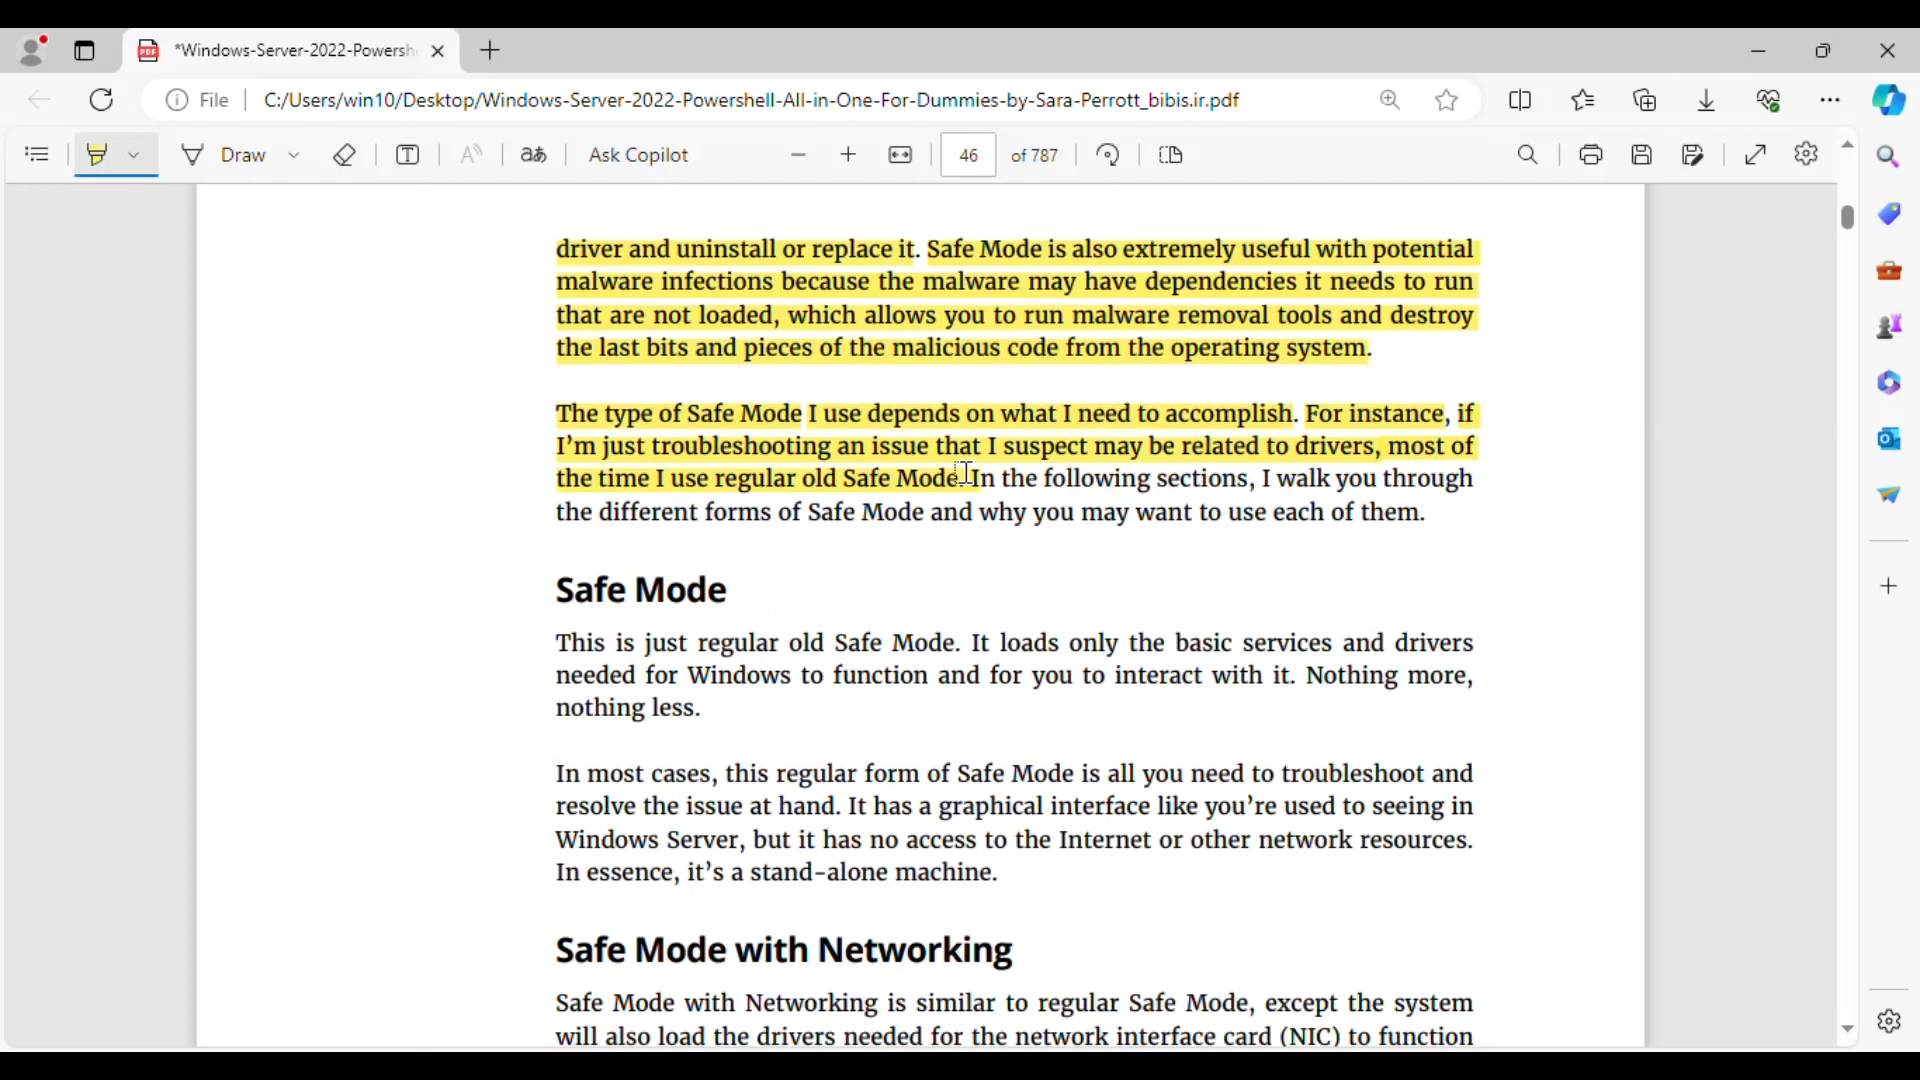 *Windows-Server-2022-Powersh
File
C:/Users/win10/Desktop/Windows-Server-2022-Powershell-All-in-One-For-Dummies-by-Sara-Perrott_bibis.ir.pdf
Draw
Ask Copilot
46
of 787
driver and uninstall or replace it. Safe Mode is also extremely useful with potential
malware infections because the malware may have dependencies it needs to run
that are not loaded, which allows you to run malware removal tools and destroy
the last bits and pieces of the malicious code from the operating system.
The type of Safe Mode I use depends on what I need to accomplish. For instance, if
I’m just troubleshooting an issue that I suspect may be related to drivers, most of
the time I use regular old Safe Mode. In the following sections, I walk you through
the different forms of Safe Mode and why you may want to use each of them.
Safe Mode
This is just regular old Safe Mode. It loads only the basic services and drivers
needed for Windows to function and for you to interact with it. Nothing more,
nothing less.
In most cases, this regular form of Safe Mode is all you need to troubleshoot and
resolve the issue at hand. It has a graphical interface like you’re used to seeing in
Windows Server, but it has no access to the Internet or other network resources.
In essence, it’s a stand-alone machine.
Safe Mode with Networking
Safe Mode with Networking is similar to regular Safe Mode, except the system
will also load the drivers needed for the network interface card (NIC) to function